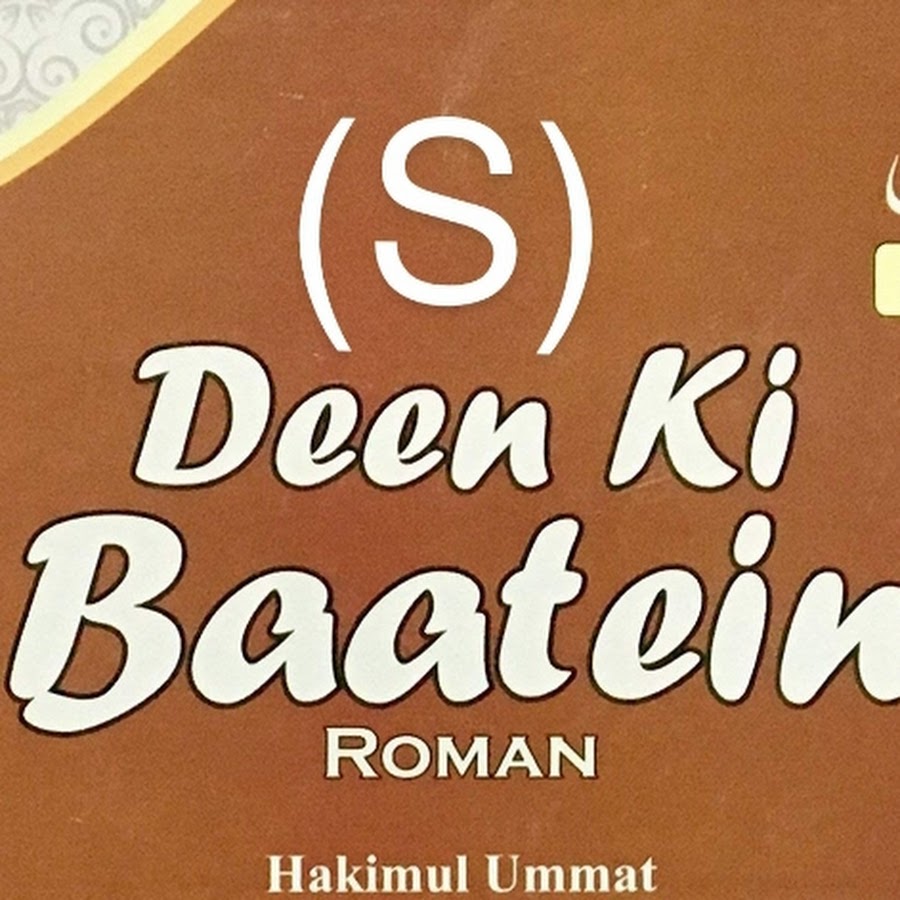 (S)
Deen Ki
Baatein
ROMAN
Hakimul Ummat